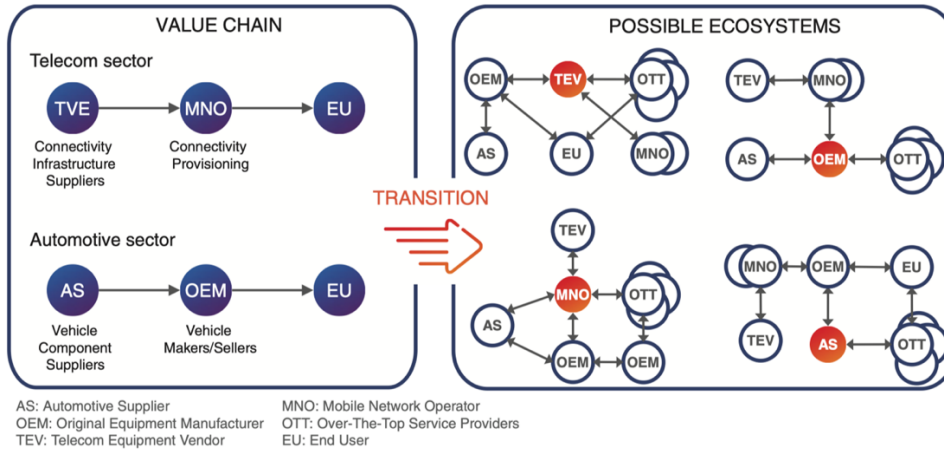 VALUE CHAIN
Telecom sector
TVE
MNO
EU
Connectivity
Infrastructure
Suppliers
Connectivity
Provisioning
Automotive sector
AS
OEM
EU
Vehicle
Component
Suppliers
Vehicle
Makers/Sellers
TRANSITION
POSSIBLE ECOSYSTEMS
OEM
TEV
OTT
AS
EU
MNO
TEV
MNO
AS
OEM
OTT
TEV
MNO
OTT
AS
OEM
OEM
MNO
OEM
EU
TEV
AS
OTT
AS: Automotive Supplier
OEM: Original Equipment Manufacturer
TEV: Telecom Equipment Vendor
MNO: Mobile Network Operator
OTT: Over-The-Top Service Providers
EU: End User